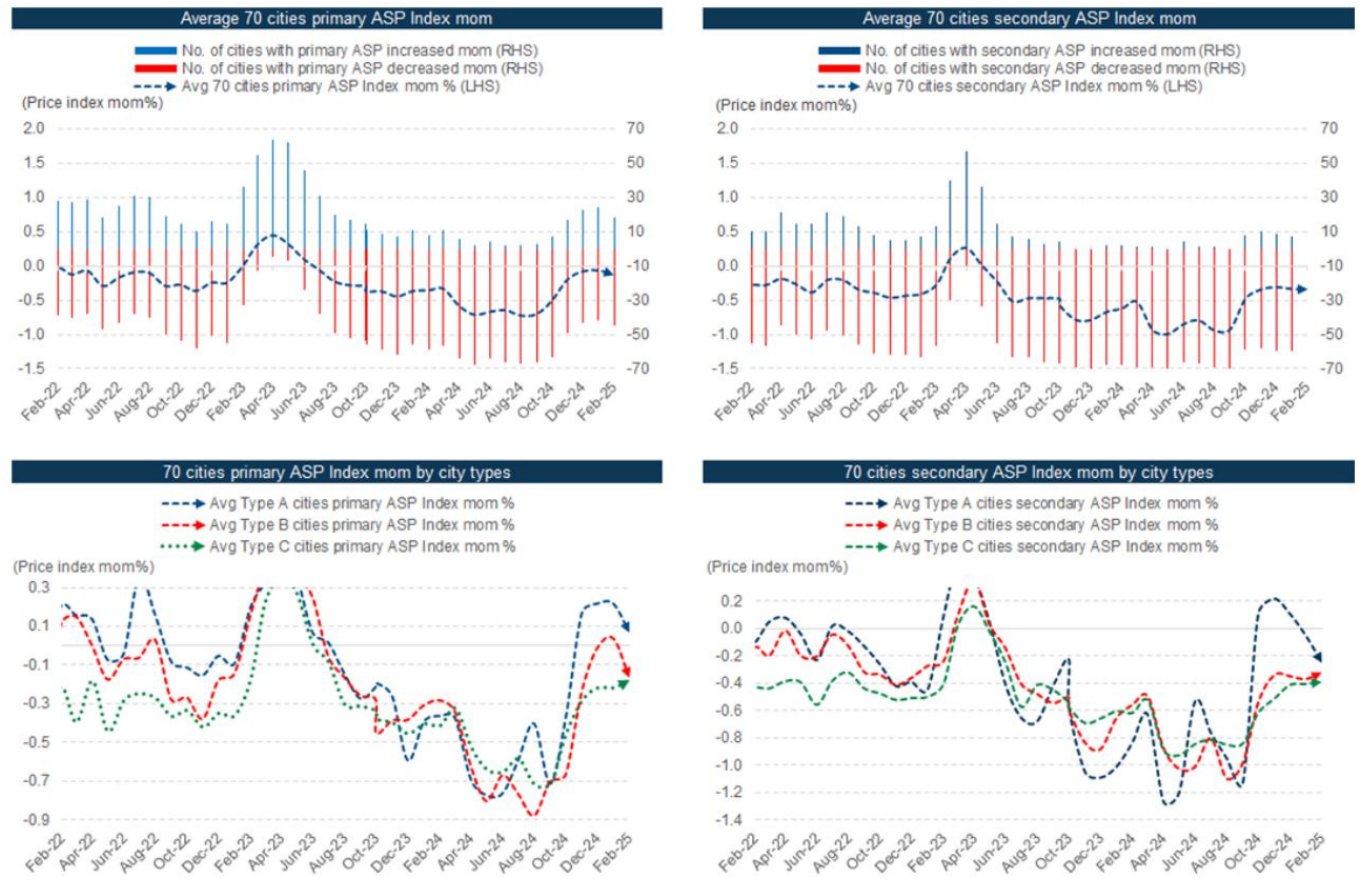 Average 70 cities primary ASP Index mom
No. of cities with primary ASP increased mom (RHS)
No. of cities with primary ASP decreased mom (RHS)
Avg 70 cities primary ASP Index mom % (LHS)
(Price index mom%)
2.0
1.5
1.0
0.5
0.0
-0.5
-1.0
-1.5
70
50
30
10
-10
-30
-50
-70
Feb-22 Apr-22 Jun-22 Aug-22 Oct-22 Dec-22 Feb-23 Apr-23 Jun-23 Aug-23 Oct-23 Dec-23 Feb-24 Apr-24 Jun-24 Aug-24 Oct-24 Dec-24 Feb-25
Average 70 cities secondary ASP Index mom
No. of cities with secondary ASP increased mom (RHS)
No. of cities with secondary ASP decreased mom (RHS)
Avg 70 cities secondary ASP Index mom % (LHS)
(Price index mom%)
2.0
1.5
1.0
0.5
0.0
-0.5
-1.0
-1.5
70
50
30
10
-10
-30
-50
-70
Feb-22 Apr-22 Jun-22 Aug-22 Oct-22 Dec-22 Feb-23 Apr-23 Jun-23 Aug-23 Oct-23 Dec-23 Feb-24 Apr-24 Jun-24 Aug-24 Oct-24 Dec-24 Feb-25
70 cities primary ASP Index mom by city types
Avg Type A cities primary ASP Index mom %
Avg Type B cities primary ASP Index mom %
Avg Type C cities primary ASP Index mom %
(Price index mom%)
0.3
0.1
-0.1
-0.3
-0.5
-0.7
-0.9
Feb-22 Apr-22 Jun-22 Aug-22 Oct-22 Dec-22 Feb-23 Apr-23 Jun-23 Aug-23 Oct-23 Dec-23 Feb-24 Apr-24 Jun-24 Aug-24 Oct-24 Dec-24 Feb-25
70 cities secondary ASP Index mom by city types
Avg Type A cities secondary ASP Index mom %
Avg Type B cities secondary ASP Index mom %
Avg Type C cities secondary ASP Index mom %
(Price index mom%)
0.2
0.0
-0.2
-0.4
-0.6
-0.8
-1.0
-1.2
-1.4
Feb-22 Apr-22 Jun-22 Aug-22 Oct-22 Dec-22 Feb-23 Apr-23 Jun-23 Aug-23 Oct-23 Dec-23 Feb-24 Apr-24 Jun-24 Aug-24 Oct-24 Dec-24 Feb-25